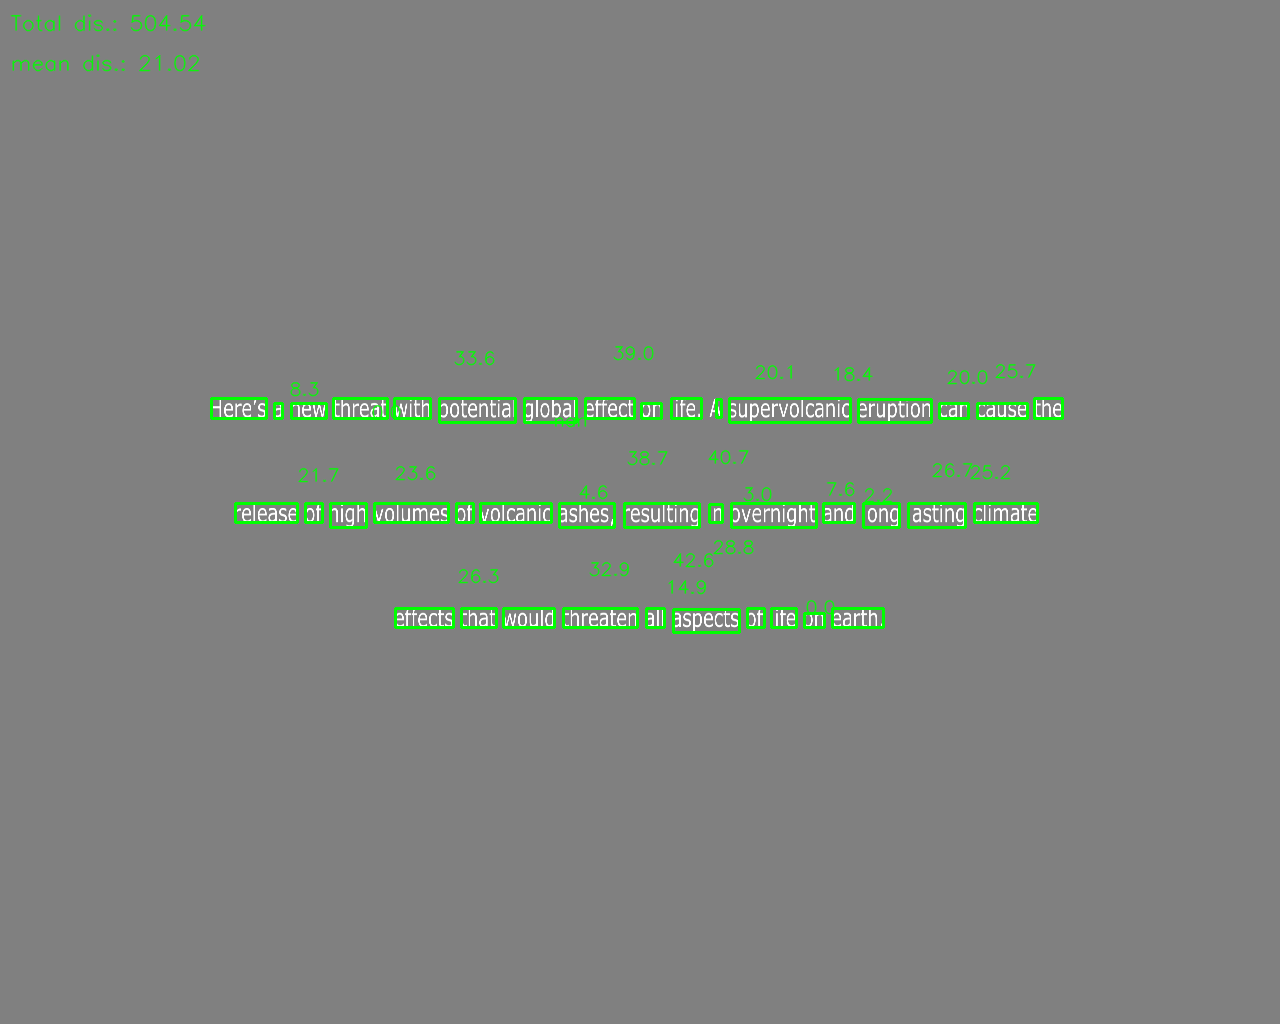 Total dis.: 504.54
mean dis.: 21.02
33.6 39.0 20.1 18.4 20.0 25.7
8.3
Here's a new threat with potential global effect on life. A supervolcanic eruption can cause the
21.7 23.6 38.7 40.7 26.7 25.2
4.6 3.0 7.6 2.2
release of high volumes of volcanic ashes, resulting in overnight and long lasting climate
26.3 32.9 42.6 28.8
14.9 0.0
effects that would threaten all aspects of life on earth.